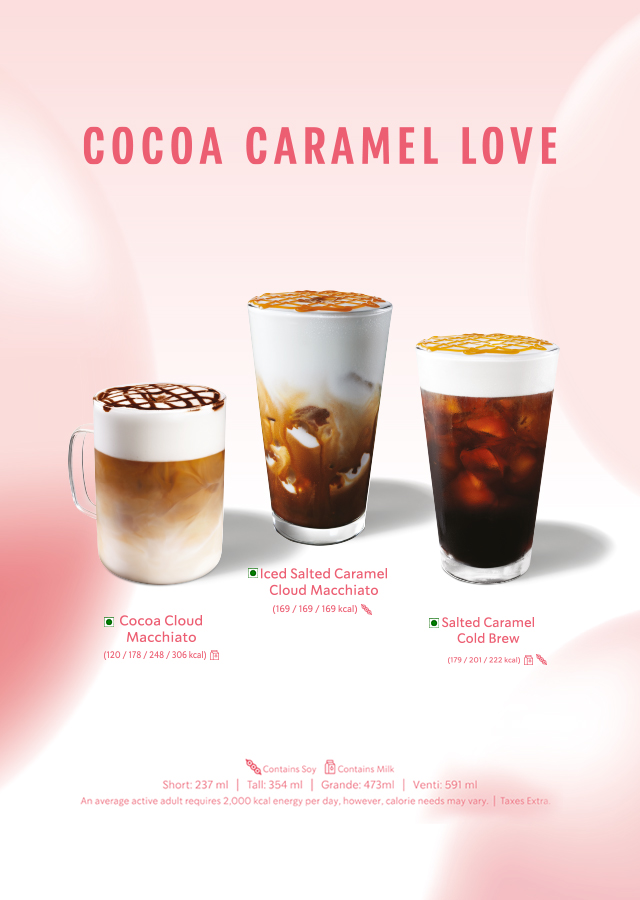 COCOA CARAMEL LOVE
Iced Salted Caramel
Cloud Macchiato
(169 / 169 / 169 kcal)
Cocoa Cloud
Macchiato
(120 / 178 / 248 / 306 kcal)
Salted Caramel
Cold Brew
(179 / 201 / 222 kcal)
Contains Soy Contains Milk
Short: 237 ml | Tall: 354 ml | Grande: 473ml | Venti: 591 ml
An average active adult requires 2,000 kcal energy per day, however, calorie needs may vary. | Taxes Extra.